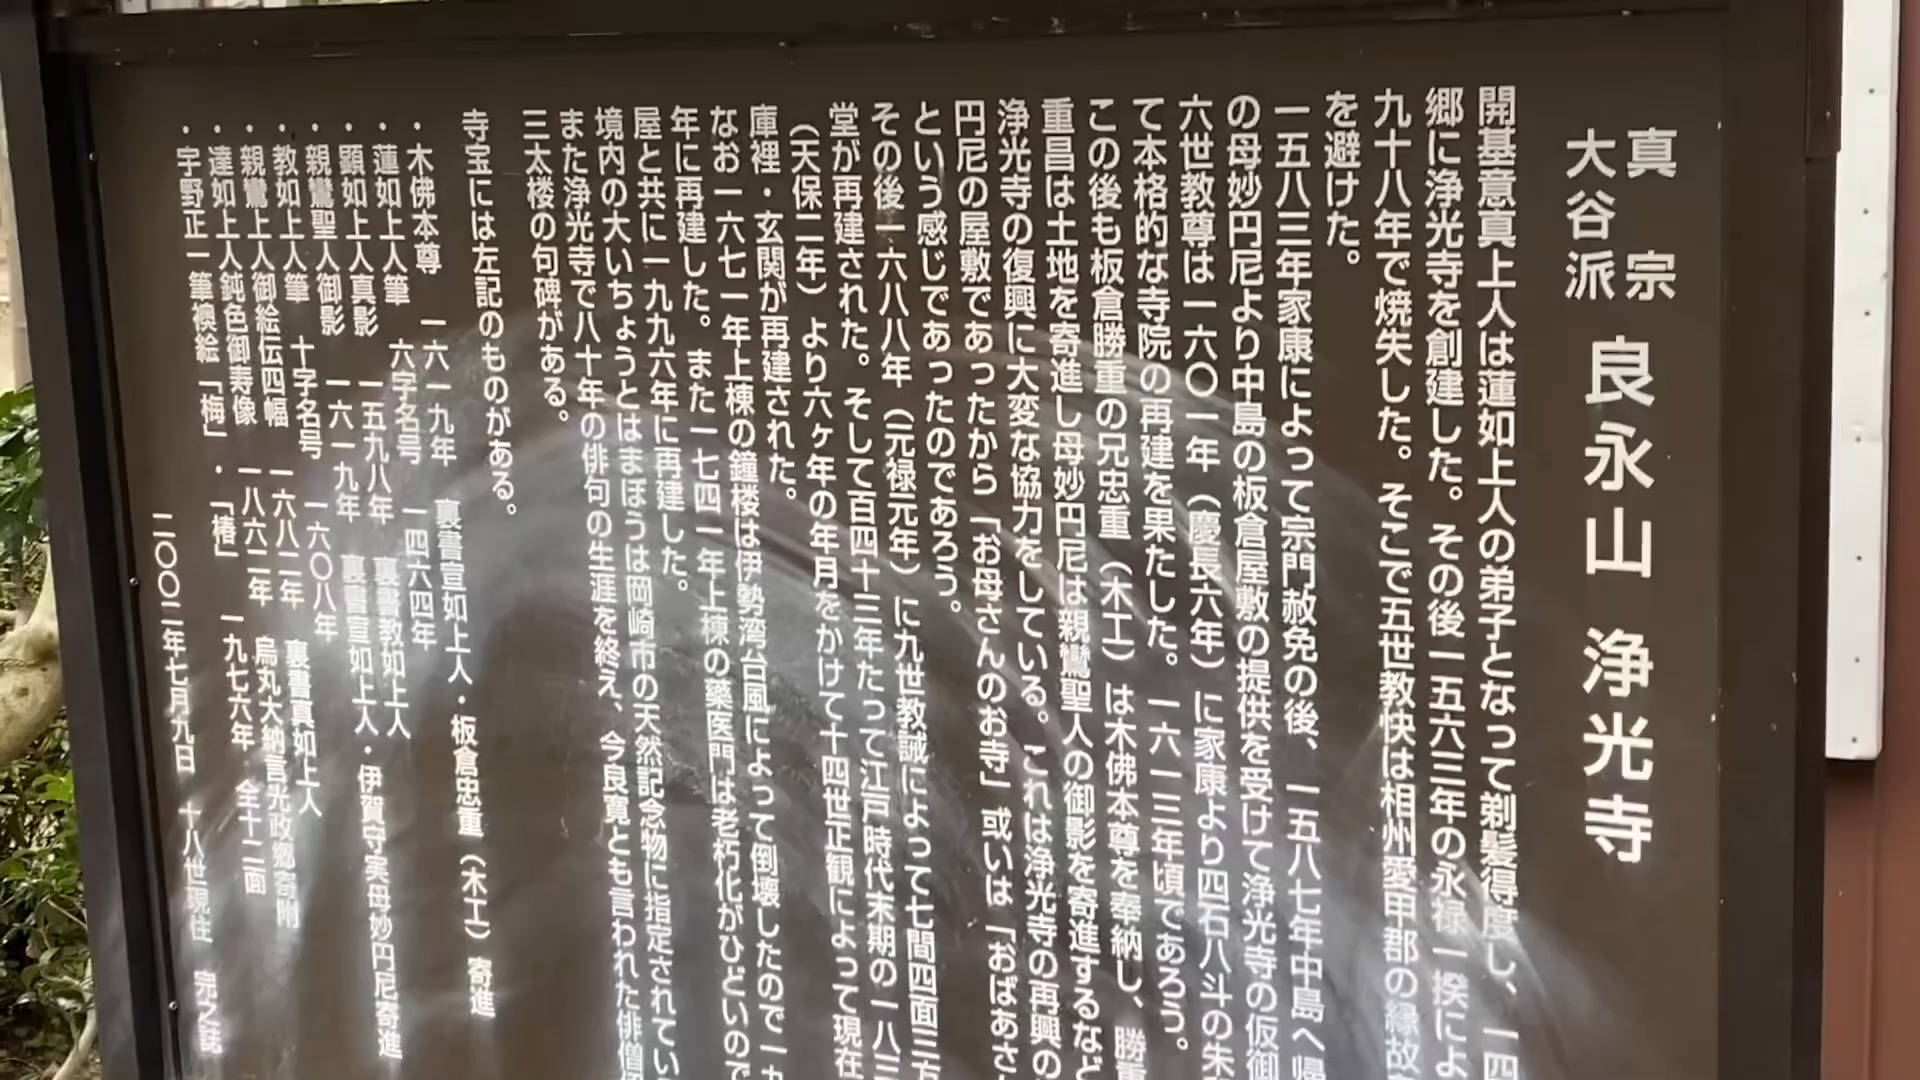 真宗
大谷派
良永山 浄光寺
開基意真上人は蓮如上人の弟子となって剃髪得度し、一四
郷に浄光寺を創建した。その後一五六三年の永禄一揆によ
九十八年で焼失した。そこで五世教快は相州愛甲郡の縁故
を避けた。
一五八三年家康によって宗門赦免の後、一五八七年中島へ帰
の母妙円尼より中島の板倉屋敷の提供を受けて浄光寺の仮御
六世教尊は一六〇一年（慶長六年）に家康より四石八斗の朱
て本格的な寺院の再建を果たした。一六一三年頃であろう。
この後も板倉勝重の兄忠重（木工）は木佛本尊を奉納し、勝重
重昌は土地を寄進し母妙円尼は親鸞聖人の御影を寄進するなど
浄光寺の復興に大変な協力をしている。これは浄光寺の再興の
円尼の屋敷であったから「お母さんのお寺」或いは「おばあさん
という感じであったのであろう。
その後一六八八年（元禄元年）に九世教誠によって七間四面三方
堂が再建された。そして百四十三年たって江戸時代末期の一八三
（天保二年）より六ヶ年の年月をかけて十四世正観によって現在
庫裡・玄関が再建された。
なお一六七一年上棟の鐘楼は伊勢湾台風によって倒壊したので一九
年に再建した。また一七四一年上棟の藥医門は老朽化がひどいので
屋と共に一九九六年に再建した。
境内の大いちょうとはまぼうは岡崎市の天然記念物に指定されてい
また浄光寺で八十年の俳句の生涯を終え、今良寛とも言われた俳僧
三太楼の句碑がある。
寺宝には左記のものがある。
・木佛本尊 一六一九年 裏書宣如上人・板倉忠重（木工）寄進
・蓮如上人筆 六字名号 一四六四年
・顕如上人真影 一五九八年 裏書教如上人
・親鸞聖人御影 一六一九年 裏書宣如上人・伊賀守実母妙円尼寄進
・教如上人筆 十字名号 一六〇八年
・親鸞上人御絵伝四幅 一六八二年 裏書真如上人
・達如上人鈍色御寿像 一八六二年 烏丸大納言光政郷寄附
・宇野正一筆襖絵「梅」・「椿」 一九七六年 全十二面
二〇〇二年七月九日 十八世現住 完之誌